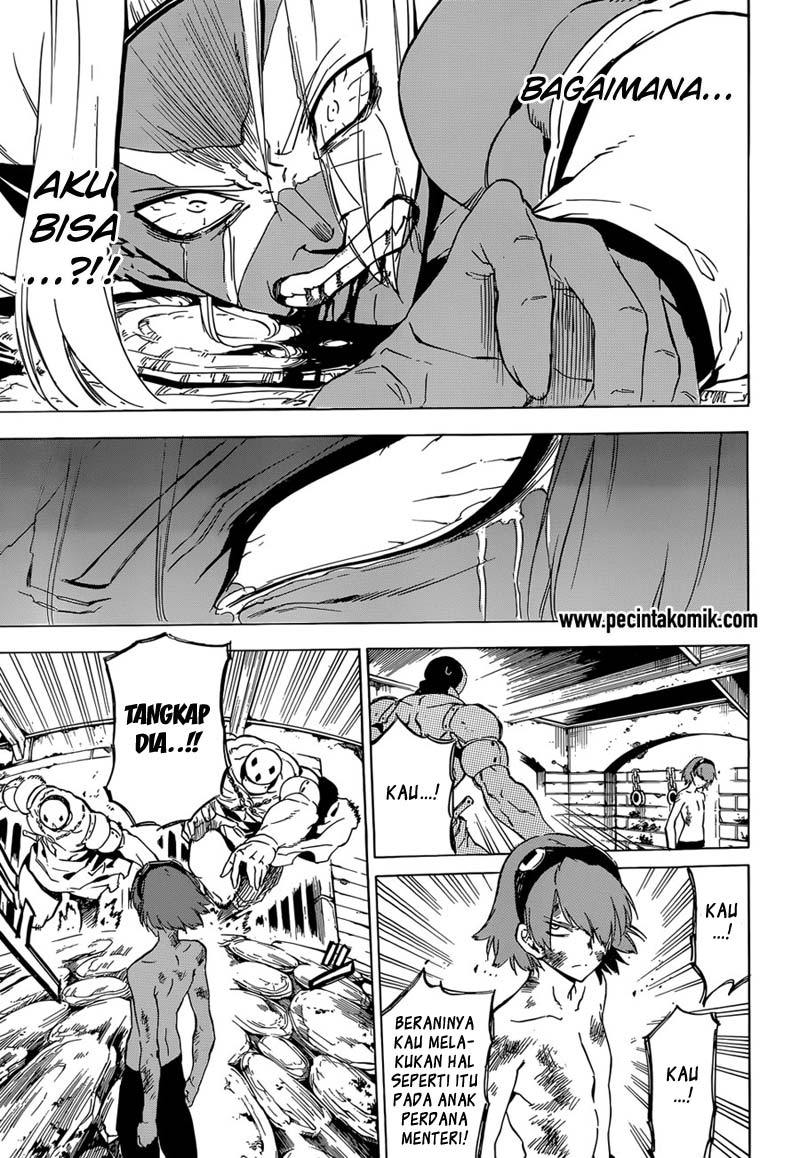 BAGAIMANA...
AKU
BISA
...?!!
www.pecintakomik.com
KAU....!
TANGKAP
DIA..!!
KAU
...!
KAU
....!
BERANINYA
KAU MELA-
KUKAN HAL
SEPERTI ITU
PADA ANAK
PERDANA
MENTERI!